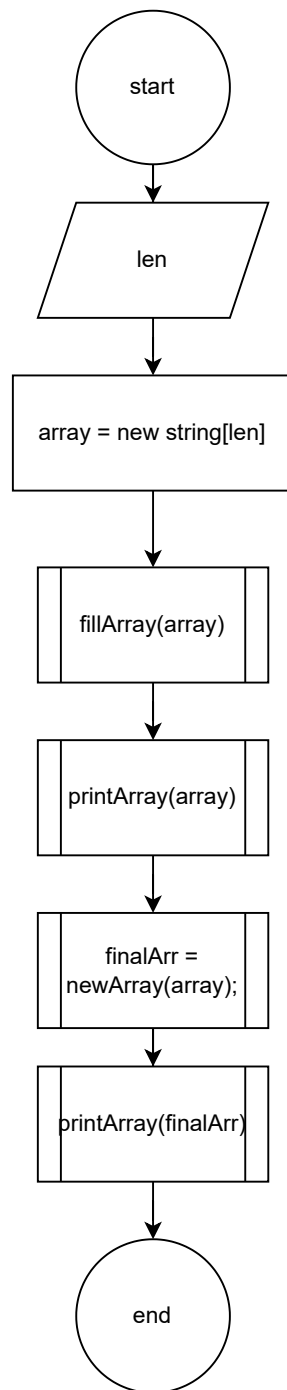 start
len
array = new string[len]
fillArray(array)
printArray(array)
finalArr =
newArray(array);
printArray(finalArr)
end